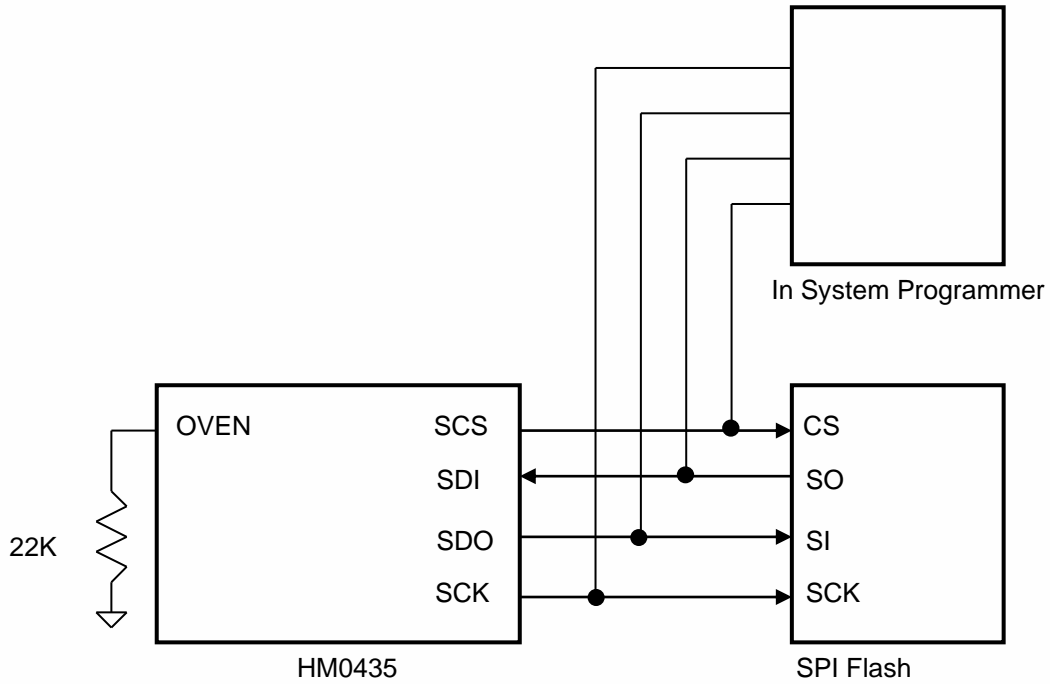 In System Programmer
OVEN
SCS
CS
SDI
SO
22K
SDO
SI
SCK
SCK
HM0435
SPI Flash